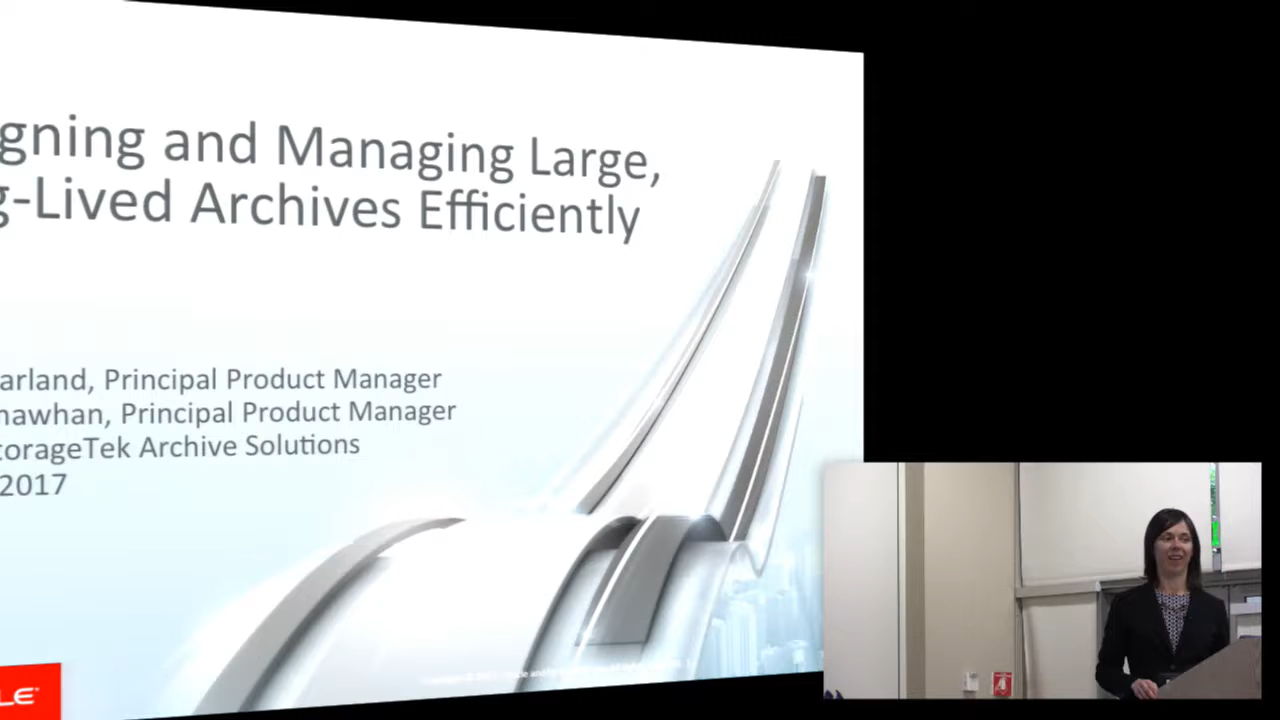 gning and Managing Large,
g-Lived Archives Efficiently
arland, Principal Product Manager
nawhan, Principal Product Manager
torageTek Archive Solutions
2017
LE